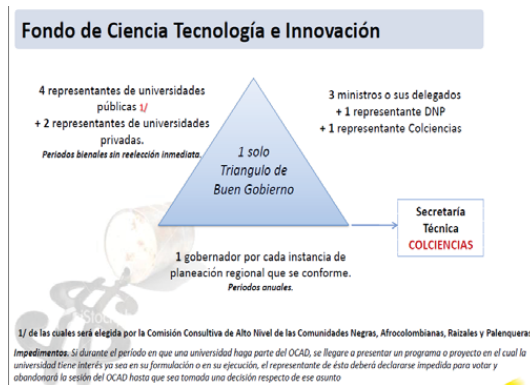 Fondo de Ciencia Tecnología e Innovación
4 representantes de universidades
públicas 1/
+ 2 representantes de universidades
privadas.
Periodos bienales sin reelección inmediata.
3 ministros o sus delegados
+ 1 representante DNP
+ 1 representante Colciencias
1 solo
Triangulo de
Buen Gobierno
Secretaría
Técnica
COLCIENCIAS
1 gobernador por cada instancia de
planeación regional que se conforme.
Periodos anuales.
1/ de las cuales será elegida por la Comisión Consultiva de Alto Nivel de las Comunidades Negras, Afrocolombianas, Raizales y Palenqueras
Impedimentos. Si durante el período en que una universidad haga parte del OCAD, se llegare a presentar un programa o proyecto en el cual la
universidad tiene interés ya sea en su formulación o en su ejecución, el representante de ésta deberá declararse impedida para votar y
abandonará la sesión del OCAD hasta que sea tomada una decisión respecto de ese asunto